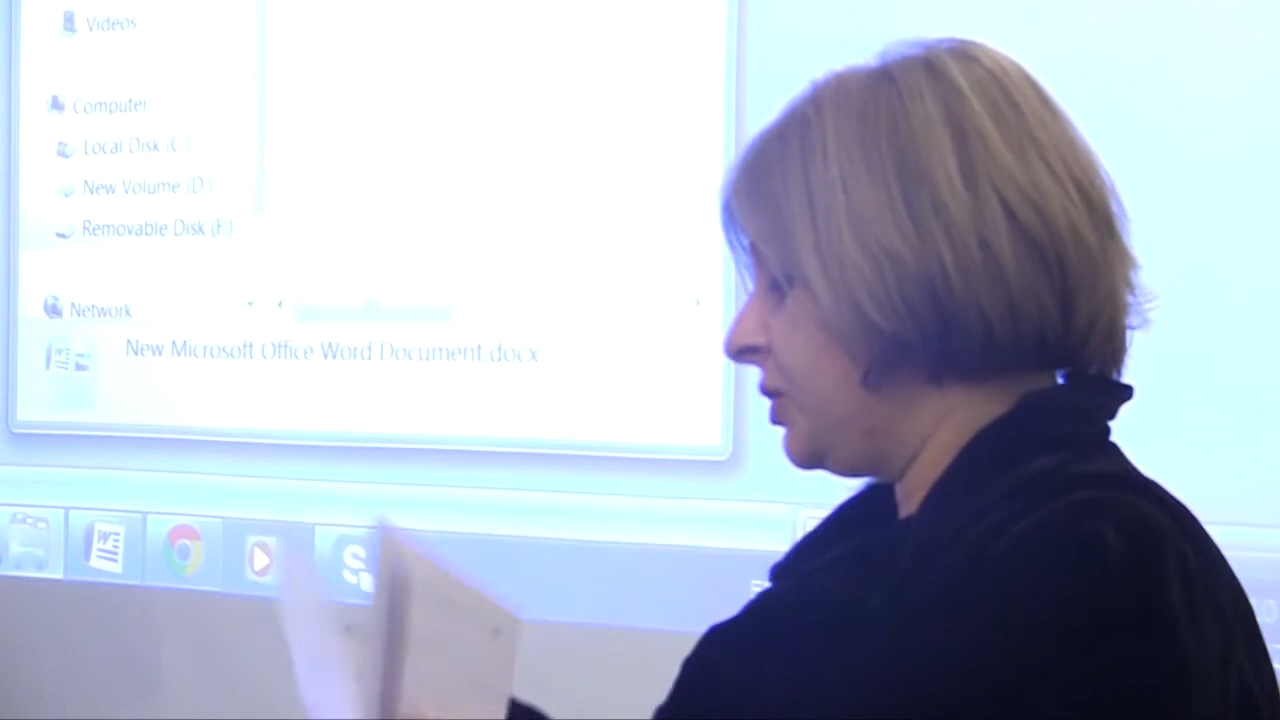 Videos
Computer
Local Disk (C:)
New Volume (D:)
Removable Disk (F:)
Network
New Microsoft Office Word Document.docx
W
S